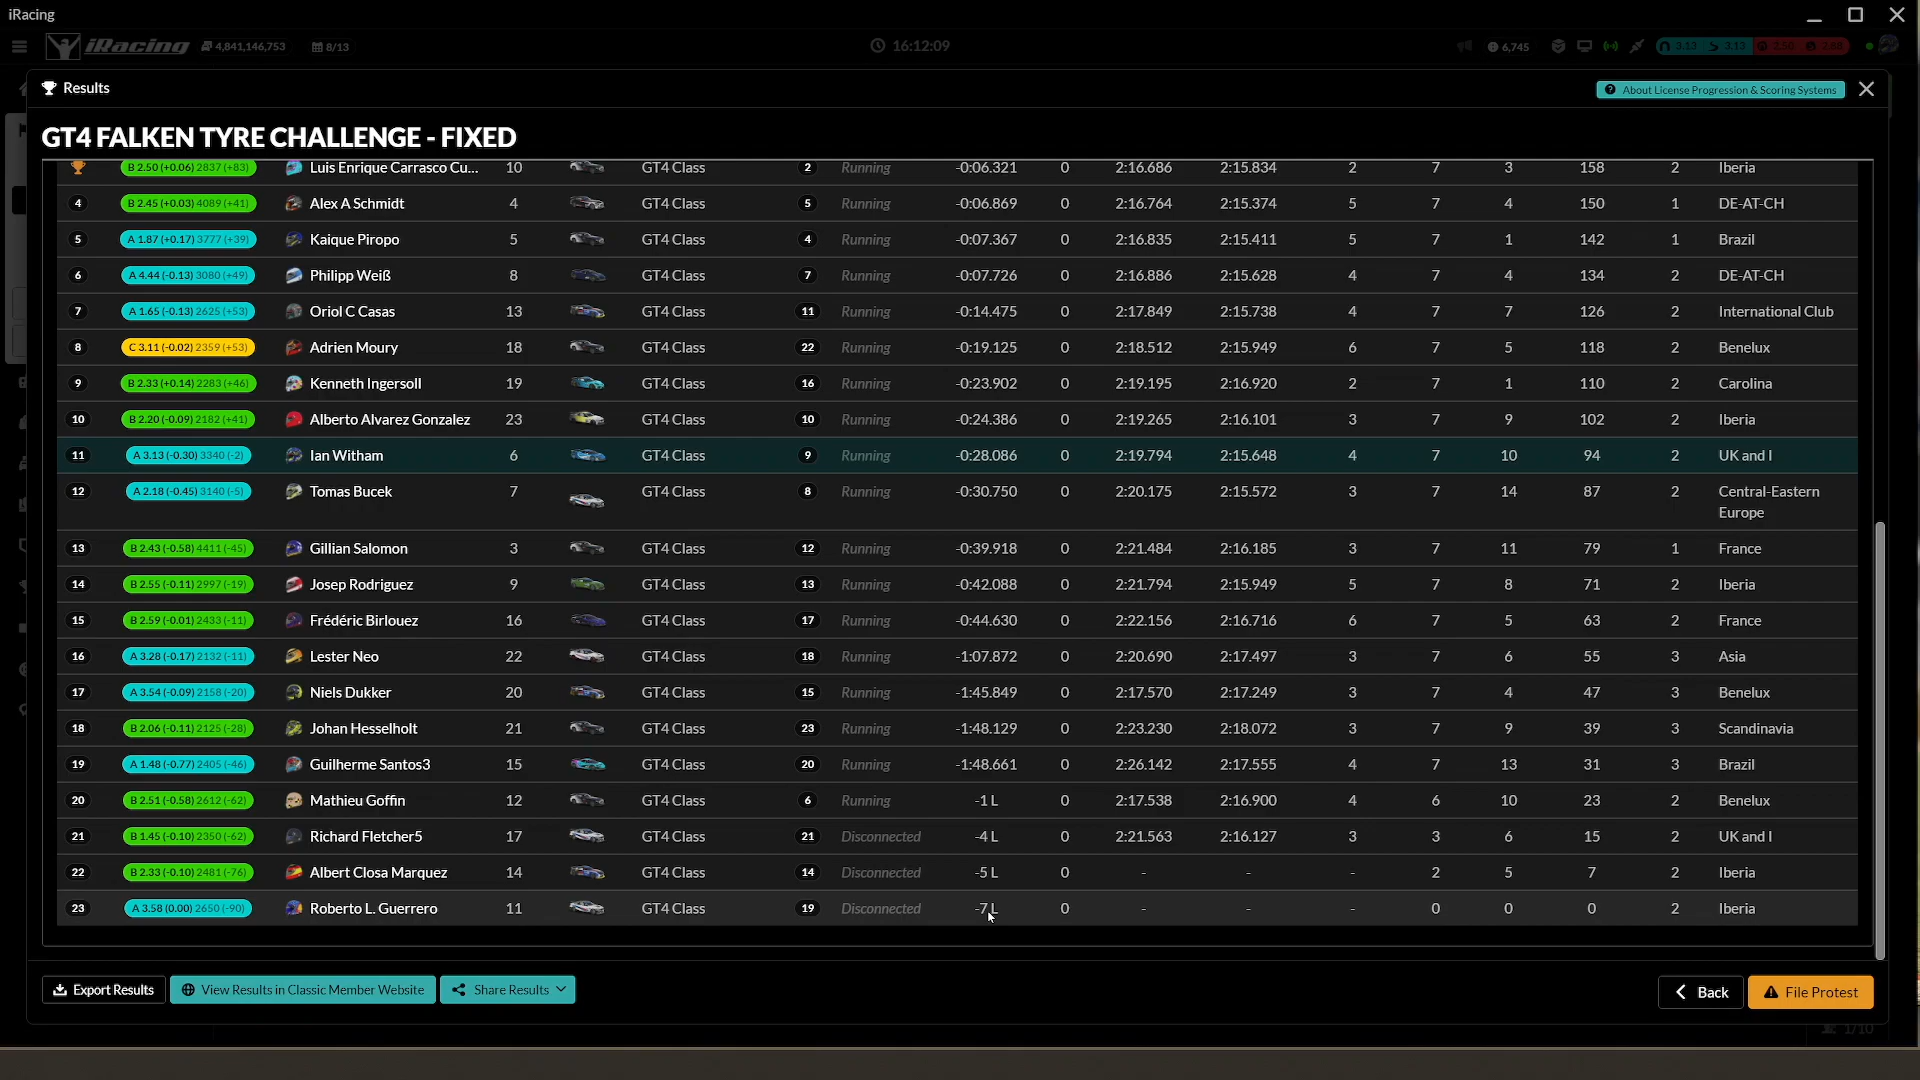 iRacing
iRacing 4,841,146,753 8/13 16:12:09 6,745 3.13 3.13 2.50 2.88
Results
About License Progression & Scoring Systems
GT4 FALKEN TYRE CHALLENGE - FIXED
B 2.50 (+0.06) 2837 (+83) Luis Enrique Carrasco Cu... 10 GT4 Class 2 Running -0:06.321 0 2:16.686 2:15.834 2 7 3 158 2 Iberia
4 B 2.45 (+0.03) 4089 (+41) Alex A Schmidt 4 GT4 Class 5 Running -0:06.869 0 2:16.764 2:15.374 5 7 4 150 1 DE-AT-CH
5 A 1.87 (+0.17) 3777 (+39) Kaique Piropo 5 GT4 Class 4 Running -0:07.367 0 2:16.835 2:15.411 5 7 1 142 1 Brazil
6 A 4.44 (-0.13) 3080 (+49) Philipp Weiß 8 GT4 Class 7 Running -0:07.726 0 2:16.886 2:15.628 4 7 4 134 2 DE-AT-CH
7 A 1.65 (-0.13) 2625 (+53) Oriol C Casas 13 GT4 Class 11 Running -0:14.475 0 2:17.849 2:15.738 4 7 7 126 2 International Club
8 C 3.11 (-0.02) 2359 (+53) Adrien Moury 18 GT4 Class 22 Running -0:19.125 0 2:18.512 2:15.949 6 7 5 118 2 Benelux
9 B 2.33 (+0.14) 2283 (+46) Kenneth Ingersoll 19 GT4 Class 16 Running -0:23.902 0 2:19.195 2:16.920 2 7 1 110 2 Carolina
10 B 2.20 (-0.09) 2182 (+41) Alberto Alvarez Gonzalez 23 GT4 Class 10 Running -0:24.386 0 2:19.265 2:16.101 3 7 9 102 2 Iberia
11 A 3.13 (-0.30) 3340 (-2) Ian Witham 6 GT4 Class 9 Running -0:28.086 0 2:19.794 2:15.648 4 7 10 94 2 UK and I
12 A 2.18 (-0.45) 3140 (-5) Tomas Bucek 7 GT4 Class 8 Running -0:30.750 0 2:20.175 2:15.572 3 7 14 87 2 Central-Eastern
Europe
13 B 2.43 (-0.58) 4411 (-45) Gillian Salomon 3 GT4 Class 12 Running -0:39.918 0 2:21.484 2:16.185 3 7 11 79 1 France
14 B 2.55 (-0.11) 2997 (-19) Josep Rodriguez 9 GT4 Class 13 Running -0:42.088 0 2:21.794 2:15.949 5 7 8 71 2 Iberia
15 B 2.59 (-0.01) 2433 (-11) Frédéric Birlouez 16 GT4 Class 17 Running -0:44.630 0 2:22.156 2:16.716 6 7 5 63 2 France
16 A 3.28 (-0.17) 2132 (-11) Lester Neo 22 GT4 Class 18 Running -1:07.872 0 2:20.690 2:17.497 3 7 6 55 3 Asia
17 A 3.54 (-0.09) 2158 (-20) Niels Dukker 20 GT4 Class 15 Running -1:45.849 0 2:17.570 2:17.249 3 7 4 47 3 Benelux
18 B 2.06 (-0.11) 2125 (-28) Johan Hesselholt 21 GT4 Class 23 Running -1:48.129 0 2:23.230 2:18.072 3 7 9 39 3 Scandinavia
19 A 1.48 (-0.77) 2405 (-46) Guilherme Santos3 15 GT4 Class 20 Running -1:48.661 0 2:26.142 2:17.555 4 7 13 31 3 Brazil
20 B 2.51 (-0.58) 2612 (-62) Mathieu Goffin 12 GT4 Class 6 Running -1 L 0 2:17.538 2:16.900 4 6 10 23 2 Benelux
21 B 1.45 (-0.10) 2350 (-62) Richard Fletcher5 17 GT4 Class 21 Disconnected -4 L 0 2:21.563 2:16.127 3 3 6 15 2 UK and I
22 B 2.33 (-0.10) 2481 (-76) Albert Closa Marquez 14 GT4 Class 14 Disconnected -5 L 0 - - - 2 5 7 2 Iberia
23 A 3.58 (0.00) 2650 (-90) Roberto L. Guerrero 11 GT4 Class 19 Disconnected -7 L 0 - - - 0 0 0 2 Iberia
Export Results View Results in Classic Member Website Share Results Back File Protest
1/10